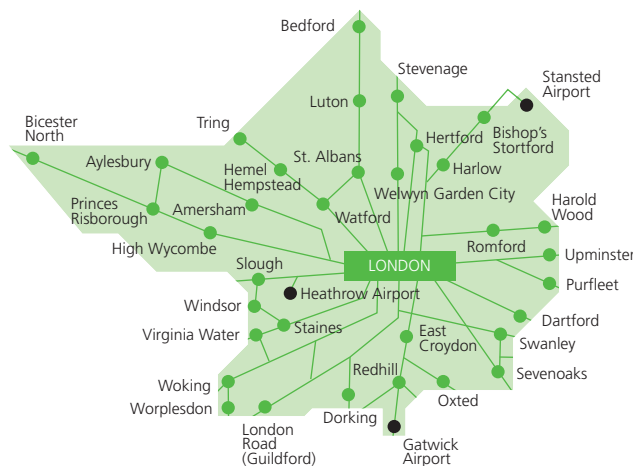 Bedford
Stevenage
Stansted
Airport
Luton
Bicester
North
Tring
Hertford
Bishop's
Stortford
Aylesbury
St. Albans
Hemel
Hempstead
Harlow
Welwyn Garden City
Princes
Risborough
Amersham
Watford
Harold
Wood
High Wycombe
Romford
Upminster
Slough
LONDON
Heathrow Airport
Purfleet
Windsor
Staines
Dartford
Virginia Water
East
Croydon
Swanley
Redhill
Sevenoaks
Woking
Oxted
Worplesdon
Dorking
London
Road
(Guildford)
Gatwick
Airport